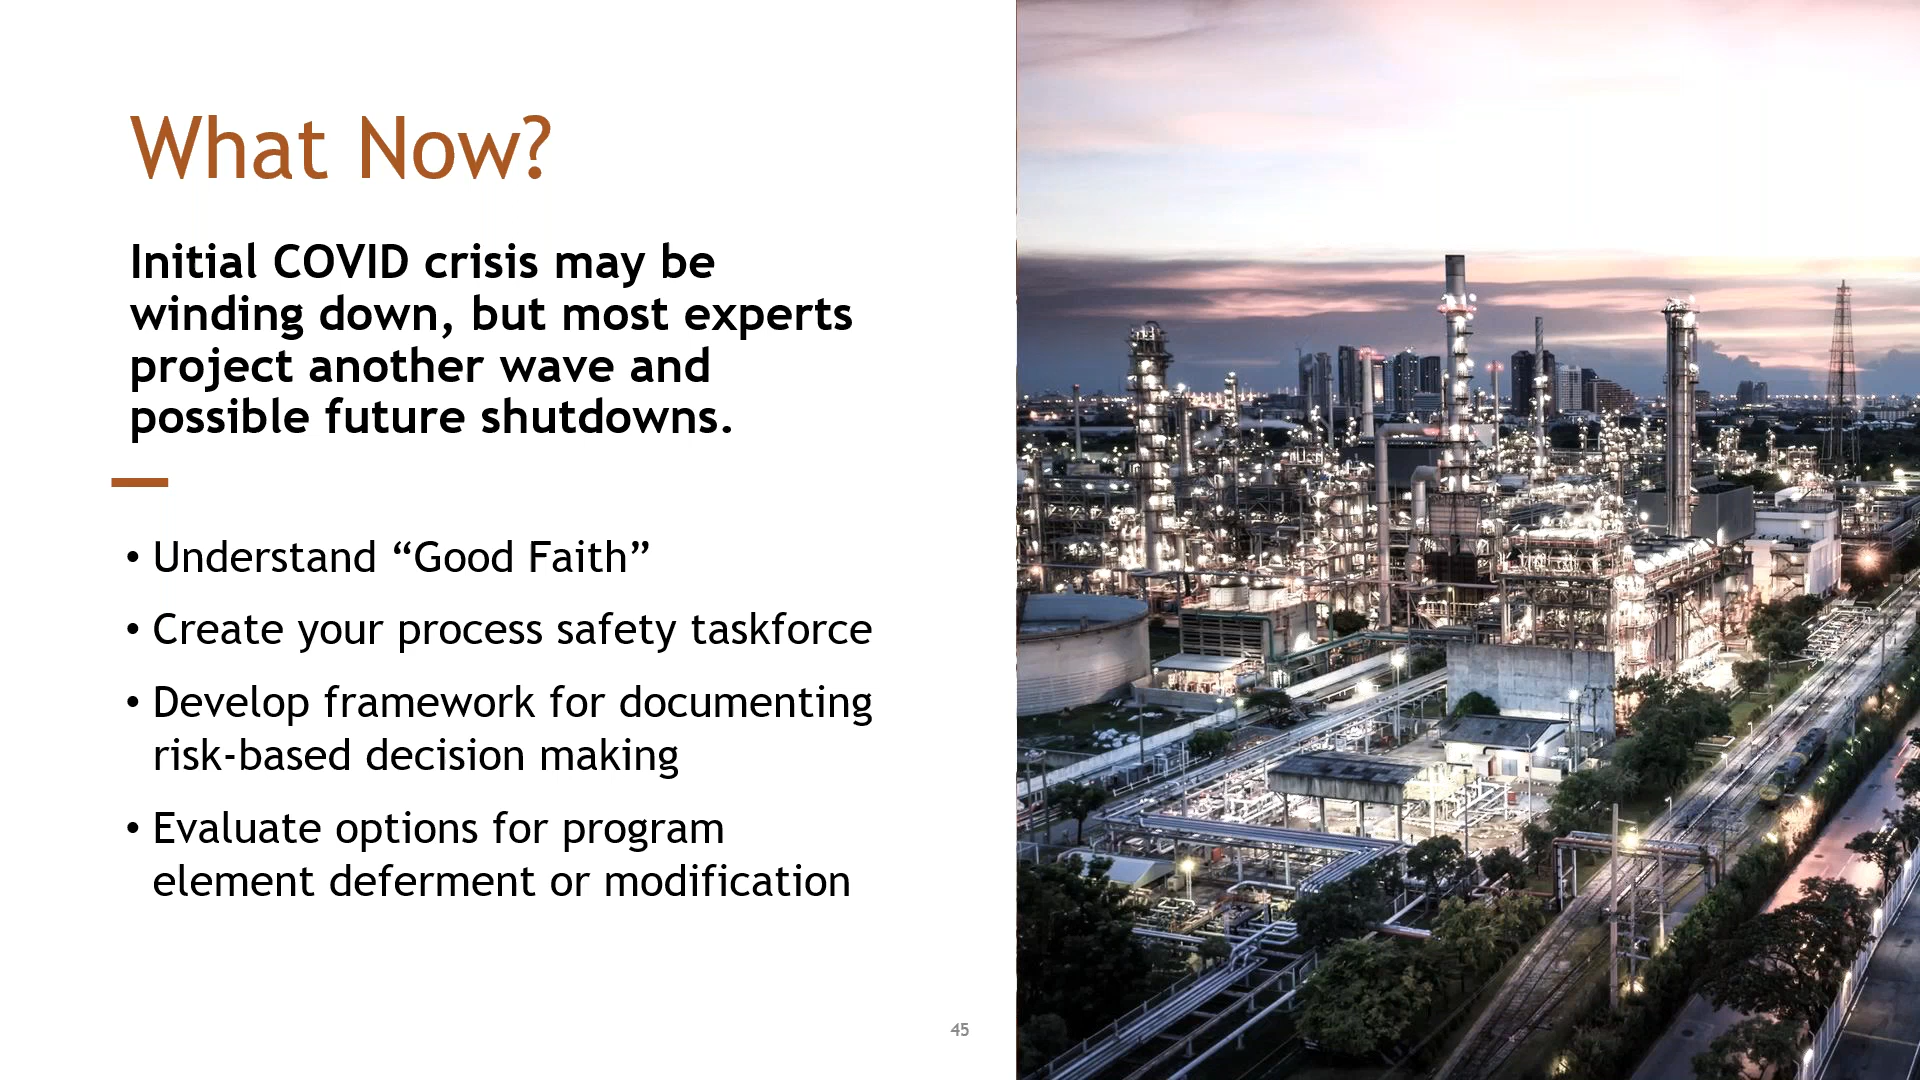 What Now?
Initial COVID crisis may be
winding down, but most experts
project another wave and
possible future shutdowns.
• Understand “Good Faith”
• Create your process safety taskforce
• Develop framework for documenting
risk-based decision making
• Evaluate options for program
element deferment or modification
45